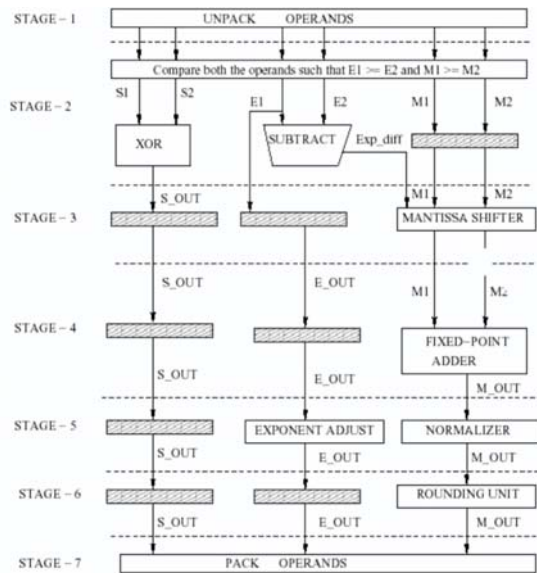 STAGE-1
UNPACK OPERANDS
Compare both the operands such that E1 >= E2 and M1 >= M2
STAGE-2
S1
S2
E1
E2
M1
M2
XOR
SUBTRACT
Exp_diff
S_OUT
M1
M2
STAGE-3
MANTISSA SHIFTER
S_OUT
E_OUT
M1
M2
STAGE-4
FIXED-POINT
ADDER
S_OUT
E_OUT
M_OUT
STAGE-5
EXPONENT ADJUST
NORMALIZER
S_OUT
E_OUT
M_OUT
STAGE-6
ROUNDING UNIT
S_OUT
E_OUT
M_OUT
STAGE-7
PACK OPERANDS